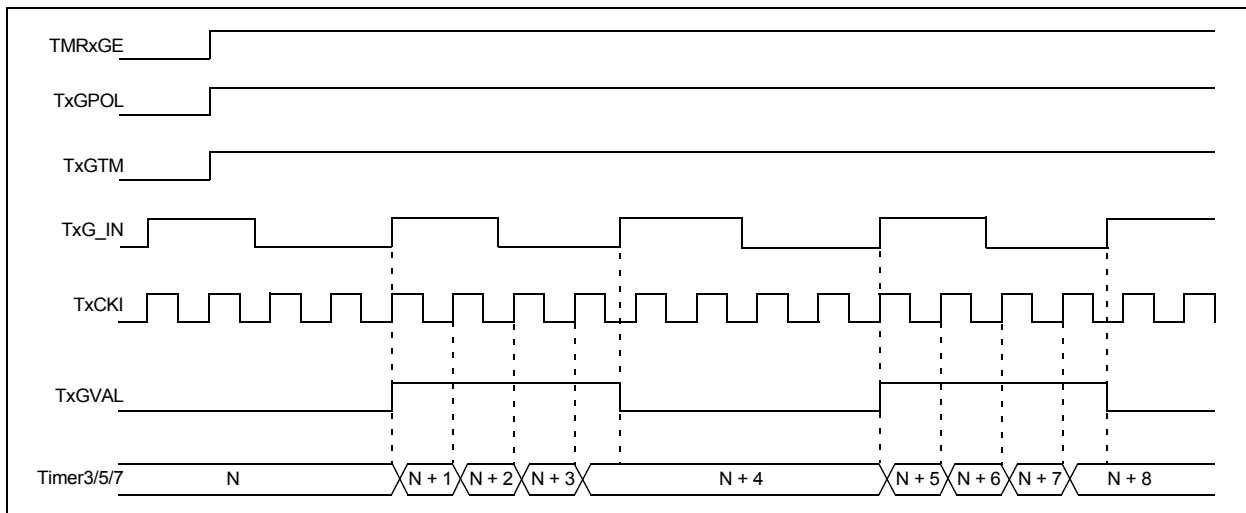 TMRxGE
TxGPOL
TxGTM
TxG_IN
TxCKI
TxGVAL
Timer3/5/7 N N + 1 N + 2 N + 3 N + 4 N + 5 N + 6 N + 7 N + 8